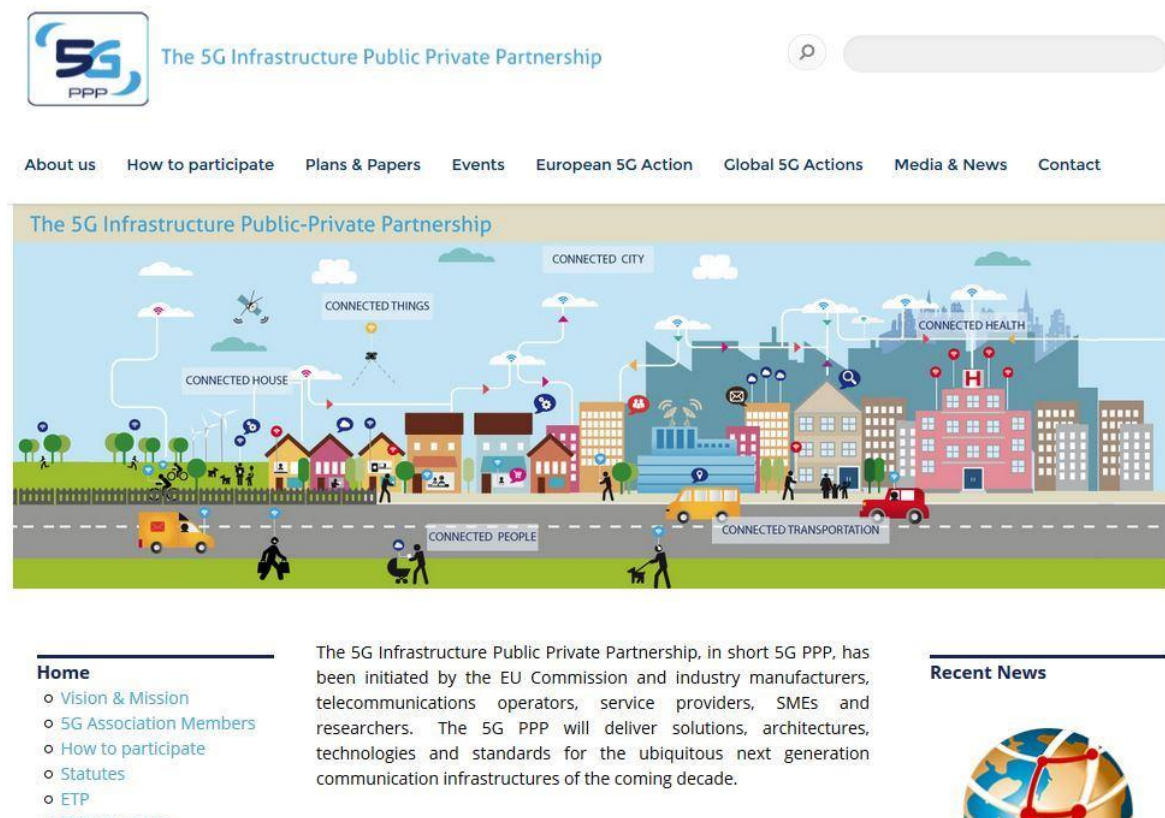 5G
PPP
The 5G Infrastructure Public Private Partnership
About us How to participate Plans & Papers Events European 5G Action Global 5G Actions Media & News Contact
The 5G Infrastructure Public-Private Partnership
CONNECTED CITY
CONNECTED THINGS
CONNECTED HEALTH
CONNECTED HOUSE
H
CONNECTED TRANSPORTATION
CONNECTED PEOPLE
Home
Vision & Mission
5G Association Members
How to participate
Statutes
ETP
The 5G Infrastructure Public Private Partnership, in short 5G PPP, has
been initiated by the EU Commission and industry manufacturers,
telecommunications operators, service providers, SMEs and
researchers. The 5G PPP will deliver solutions, architectures,
technologies and standards for the ubiquitous next generation
communication infrastructures of the coming decade.
Recent News